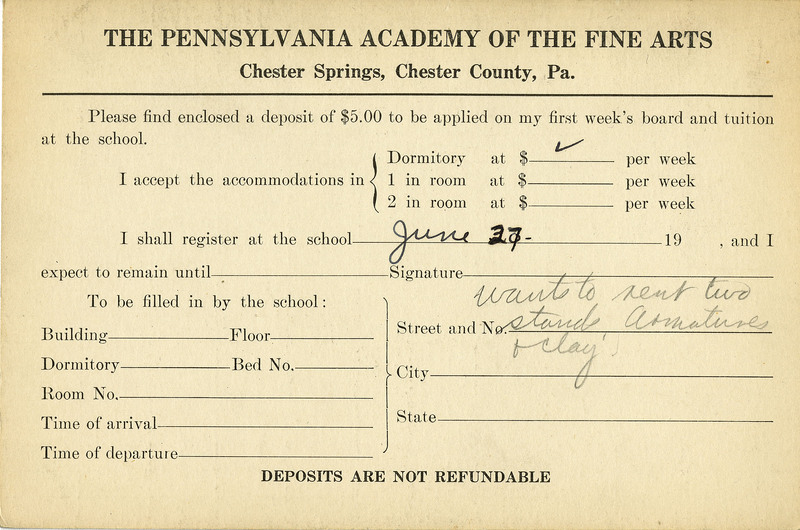 THE PENNSYLVANIA ACADEMY OF THE FINE ARTS
Chester Springs, Chester County, Pa.
Please find enclosed a deposit of $5.00 to be applied on my first week's board and tuition
at the school.
I accept the accommodations in
Dormitory at $ ✓ per week
1 in room at $ per week
2 in room at $ per week
I shall register at the school June 19 , and I
expect to remain until Signature
wants to rent two
stands Armatures
& clay
To be filled in by the school:
Building Floor
Dormitory Bed No.
Room No.
Time of arrival
Time of departure
Street and No.
City
State
DEPOSITS ARE NOT REFUNDABLE